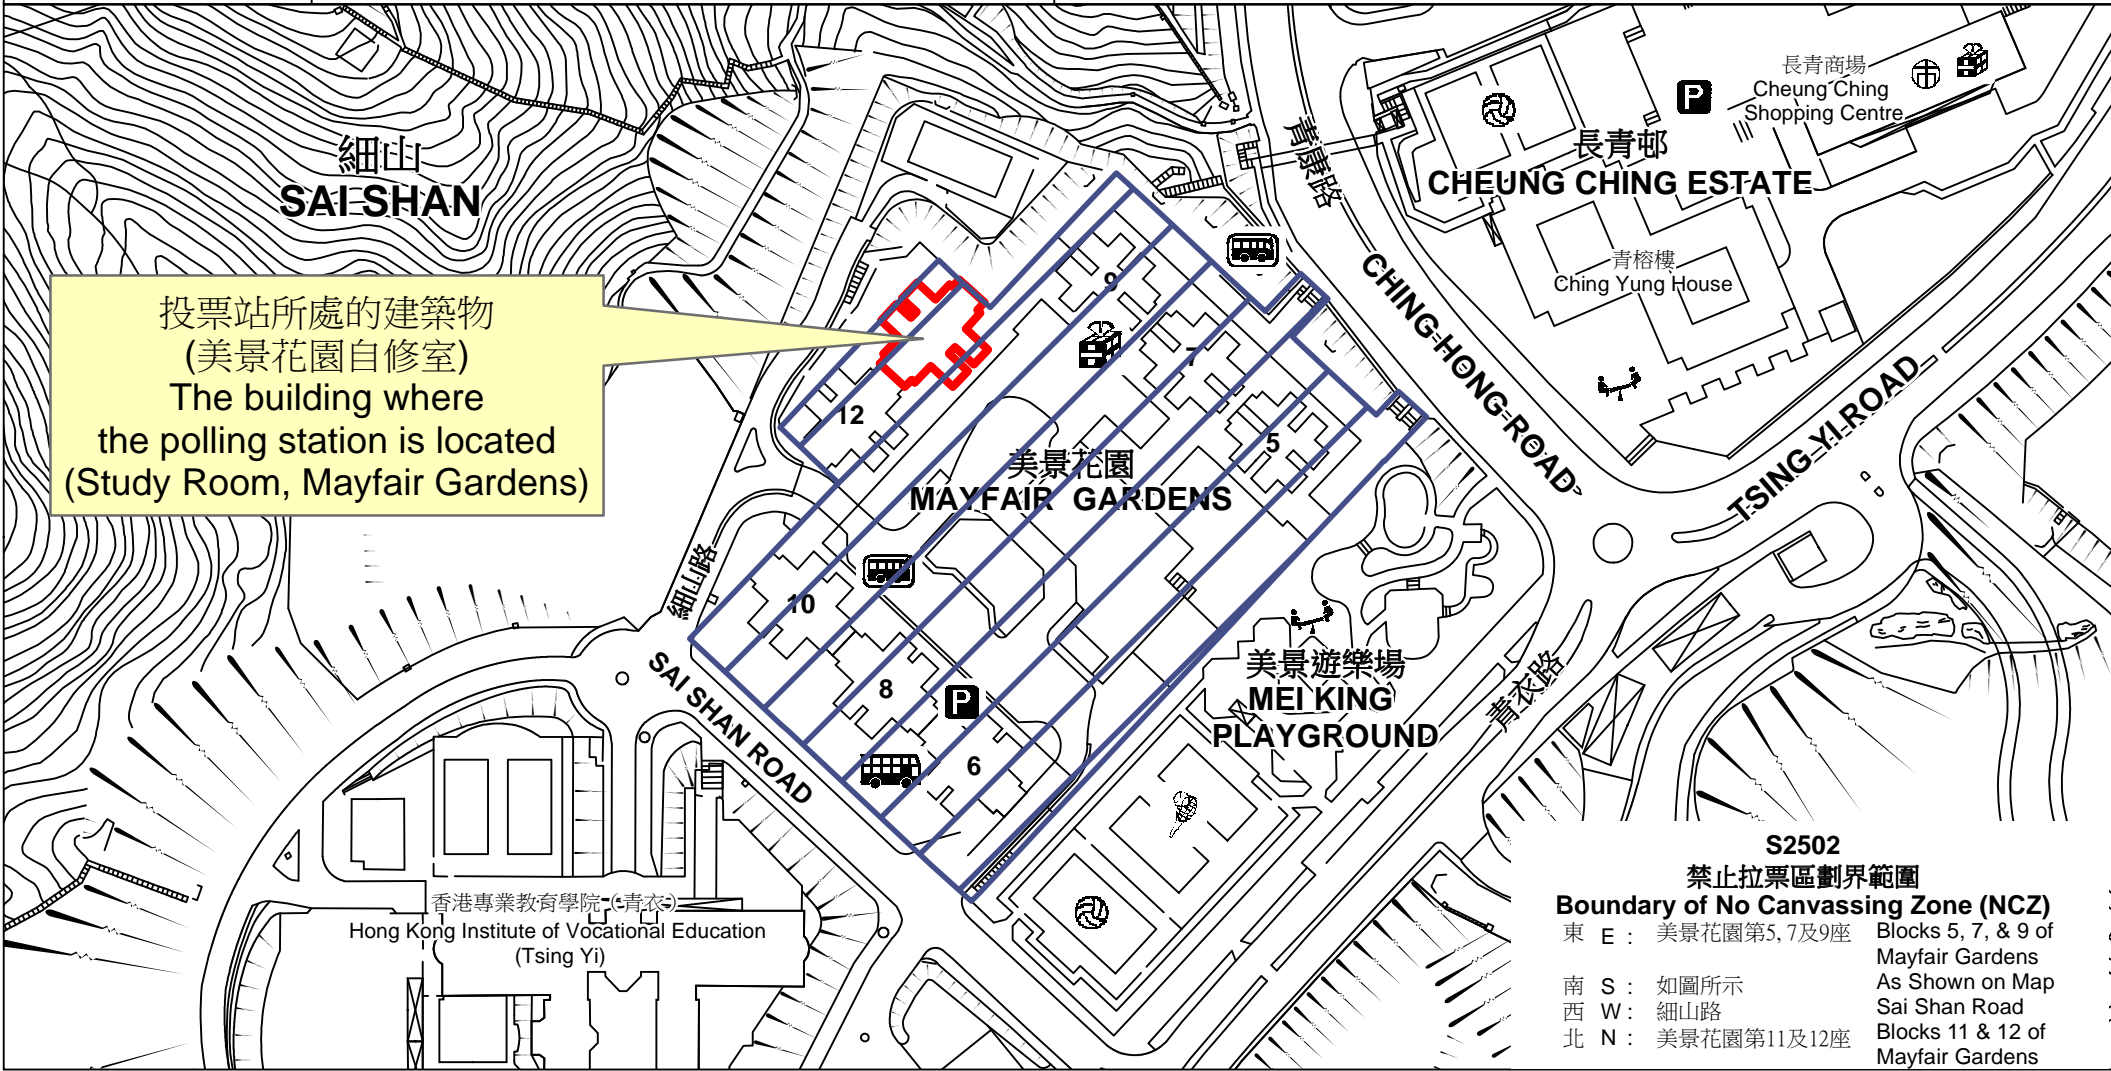 長青商場
Cheung Ching
Shopping Centre
P
長青邨
CHEUNG CHING ESTATE
青榕樓
Ching Yung House
青康路
CHING HONG ROAD
TSING YI ROAD
青衣路
細山
SAI SHAN
投票站所處的建築物
(美景花園自修室)
The building where
the polling station is located
(Study Room, Mayfair Gardens)
9
7
5
12
美景花園
MAYFAIR GARDENS
細山路
10
8
P
6
SAI SHAN ROAD
美景遊樂場
MEI KING
PLAYGROUND
香港專業教育學院 (青衣)
Hong Kong Institute of Vocational Education
(Tsing Yi)
S2502
禁止拉票區劃界範圍
Boundary of No Canvassing Zone (NCZ)
東 E : 美景花園第5, 7及9座 Blocks 5, 7, & 9 of
Mayfair Gardens
南 S : 如圖所示 As Shown on Map
西 W : 細山路 Sai Shan Road
北 N : 美景花園第11及12座 Blocks 11 & 12 of
Mayfair Gardens